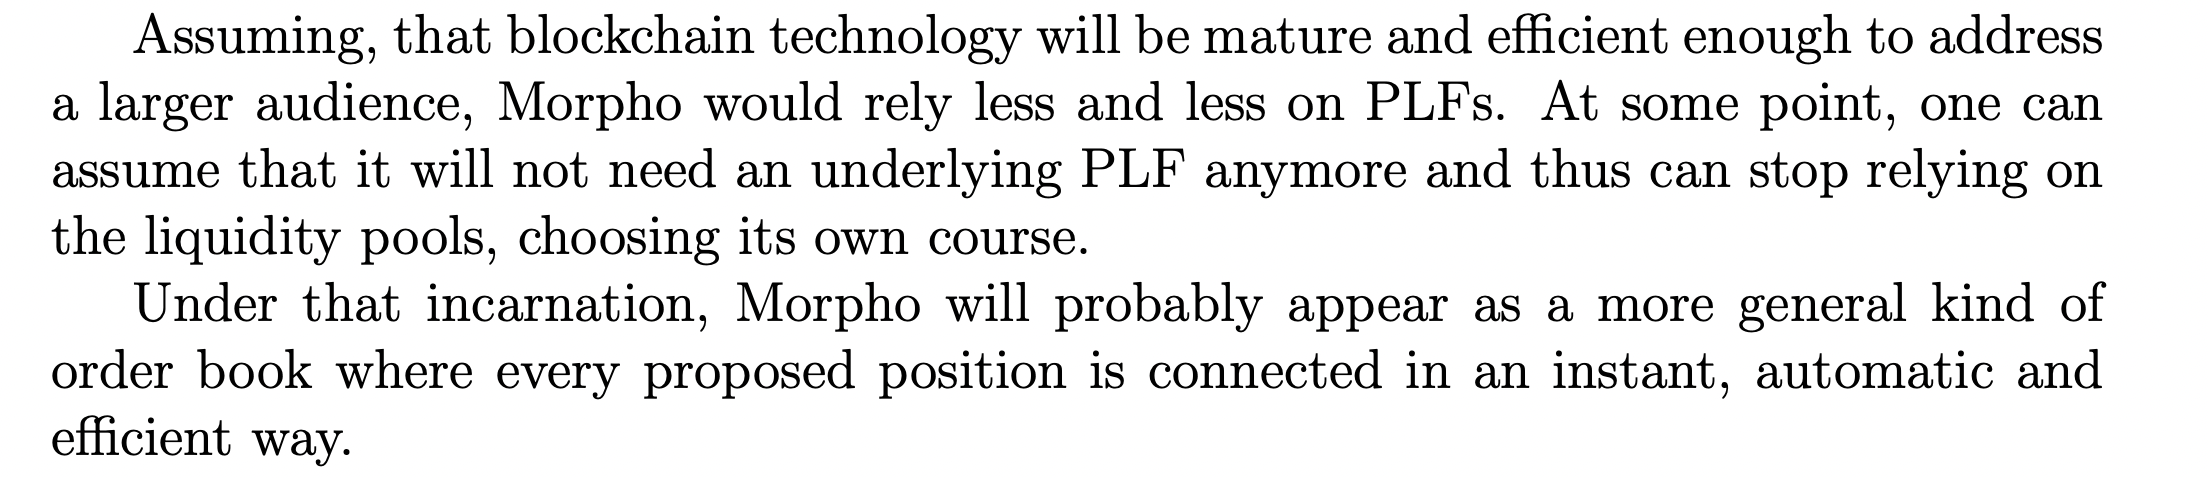 Assuming, that blockchain technology will be mature and efficient enough to address
a larger audience, Morpho would rely less and less on PLFs. At some point, one can
assume that it will not need an underlying PLF anymore and thus can stop relying on
the liquidity pools, choosing its own course.
Under that incarnation, Morpho will probably appear as a more general kind of
order book where every proposed position is connected in an instant, automatic and
efficient way.